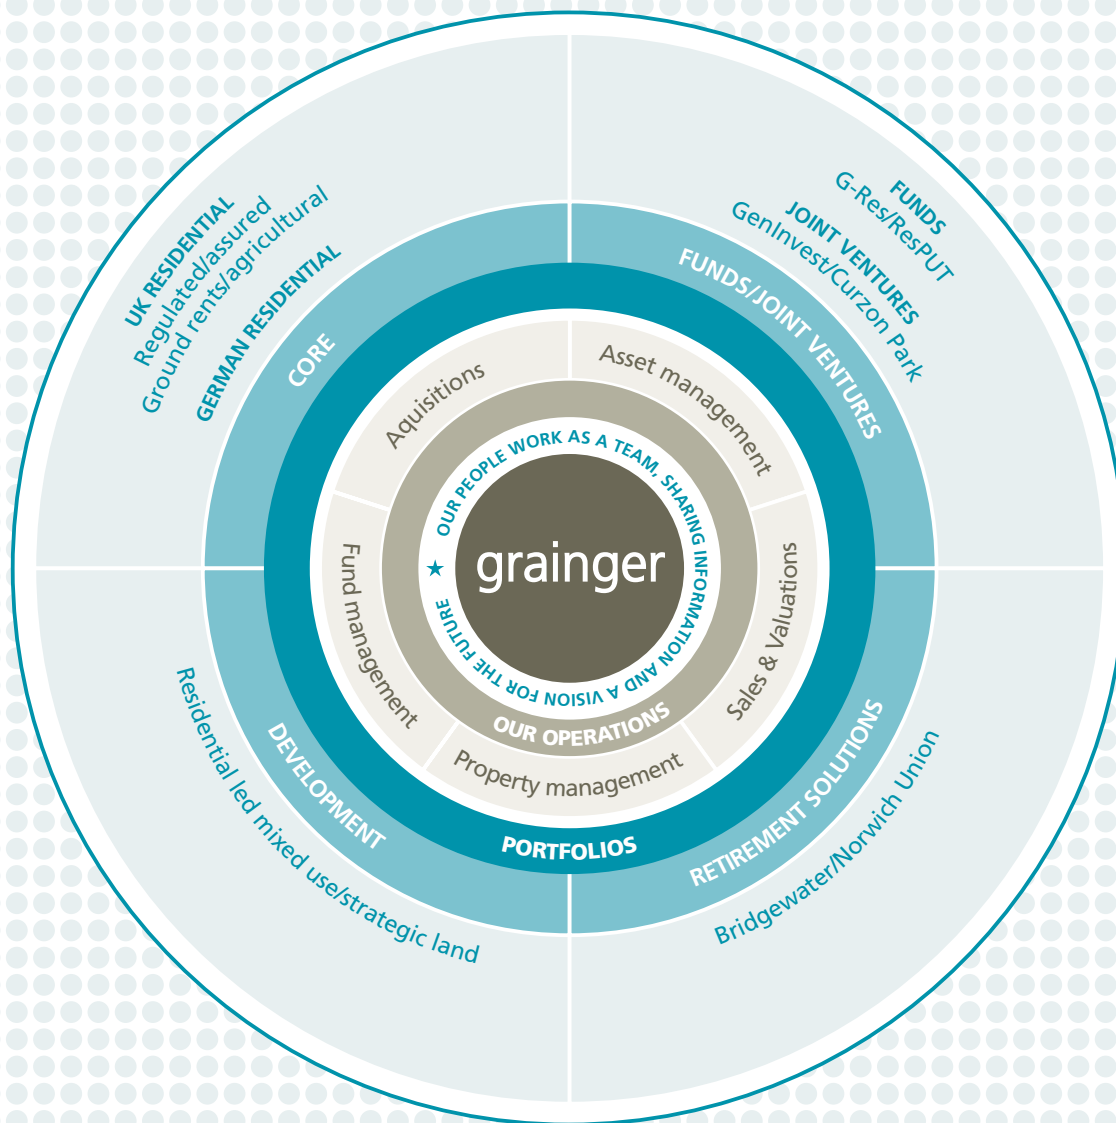 UK RESIDENTIAL
Regulated/assured
Ground rents/agricultural
GERMAN RESIDENTIAL
FUNDS
G-Res/ResPUT
JOINT VENTURES
GenInvest/Curzon Park
CORE
FUNDS/JOINT VENTURES
Aquisitions
Asset management
OUR PEOPLE WORK AS A TEAM, SHARING INFORMATION AND A VISION FOR THE FUTURE ★
grainger
Fund management
Sales & Valuations
OUR OPERATIONS
Property management
PORTFOLIOS
DEVELOPMENT
RETIREMENT SOLUTIONS
Residential led mixed use/strategic land
Bridgewater/Norwich Union